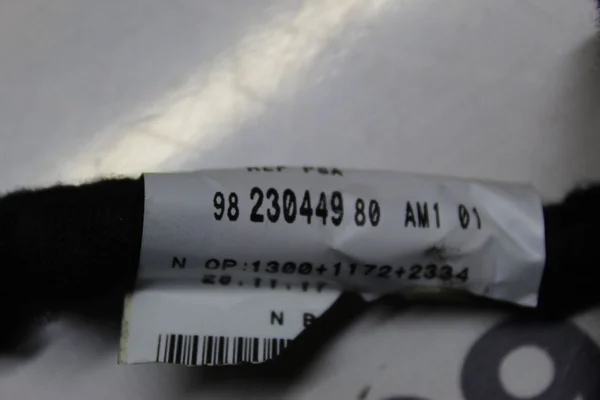 REF PSA
98 230449 80 AM1 01
N OP:1300+1172+2334
N